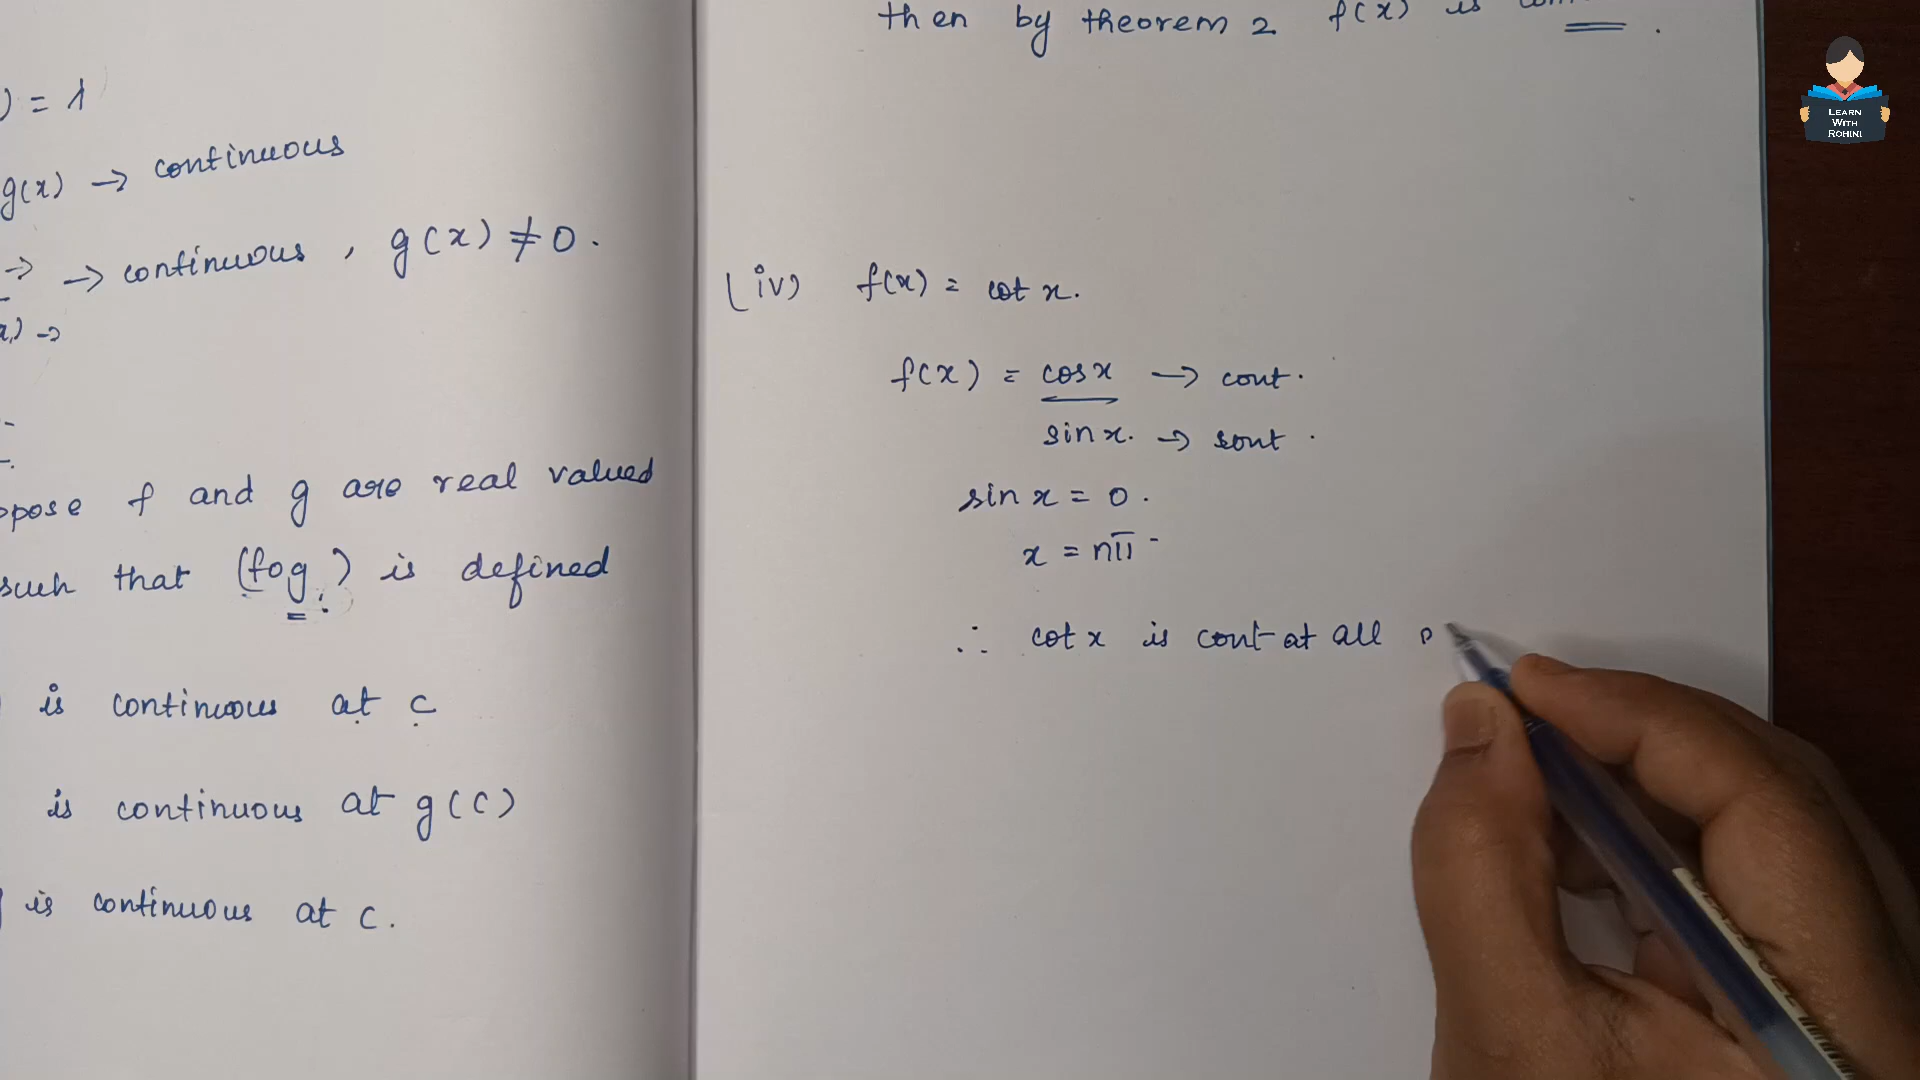 ) = 1
g(x) → continuous
→ → continuous , g(x) ≠ 0 .
x) →
pose f and g are real valued
such that (fog) is defined
is continuous at c
is continuous at g(c)
is continuous at c.
then by theorem 2 f(x) is
(iv) f(x) = cot x.
f(x) = cos x → cont.
sin x. → sont .
sin x = 0 .
x = nπ
∴ cot x is cont at all
LEARN
WITH
ROHINI